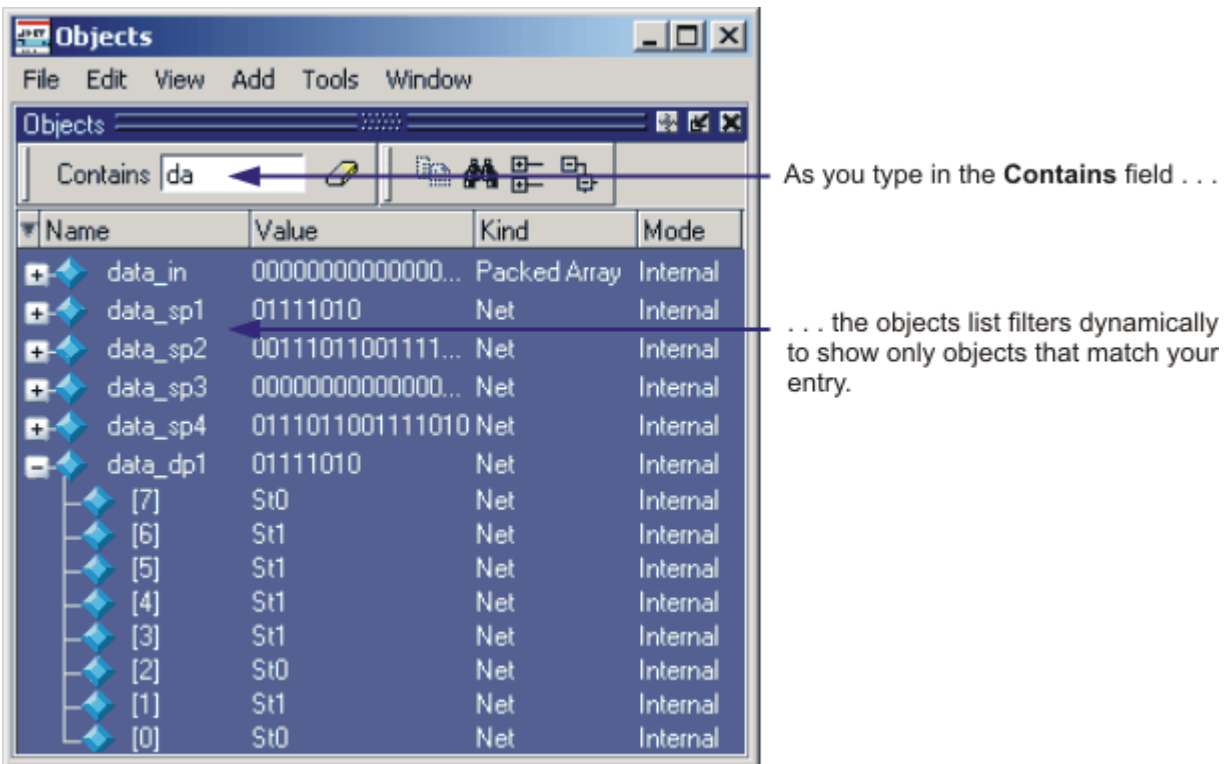 Objects
File Edit View Add Tools Window
Objects
Contains da
As you type in the Contains field . . .
Name Value Kind Mode
data_in 00000000000000... Packed Array Internal
data_sp1 01111010 Net Internal
. . . the objects list filters dynamically
to show only objects that match your
entry.
data_sp2 00111011001111... Net Internal
data_sp3 00000000000000... Net Internal
data_sp4 0111011001111010 Net Internal
data_dp1 01111010 Net Internal
[7] St0 Net Internal
[6] St1 Net Internal
[5] St1 Net Internal
[4] St1 Net Internal
[3] St1 Net Internal
[2] St0 Net Internal
[1] St1 Net Internal
[0] St0 Net Internal